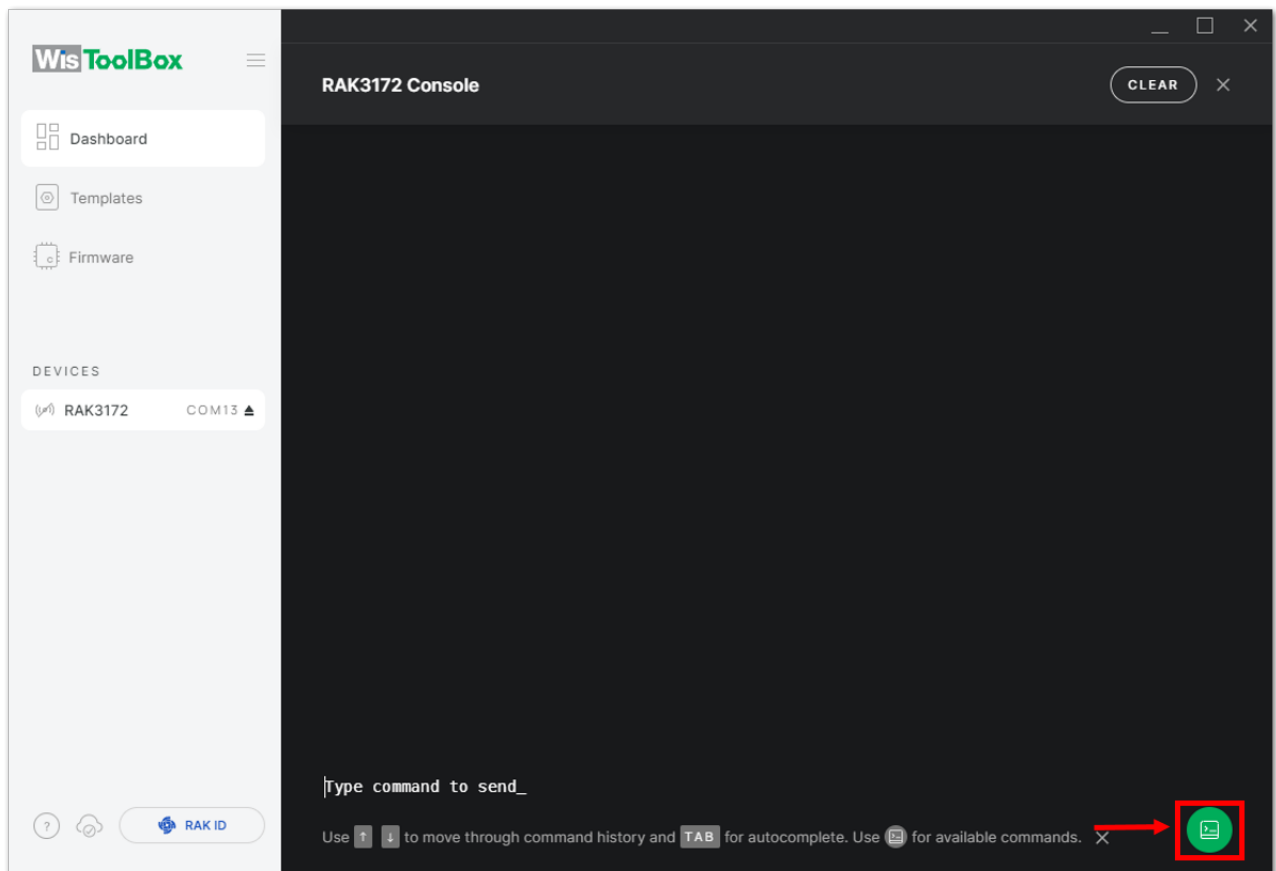 WisToolBox
RAK3172 Console
CLEAR
Dashboard
Templates
Firmware
DEVICES
RAK3172 COM13
Type command to send_
Use ↑ ↓ to move through command history and TAB for autocomplete. Use for available commands.
? RAK ID